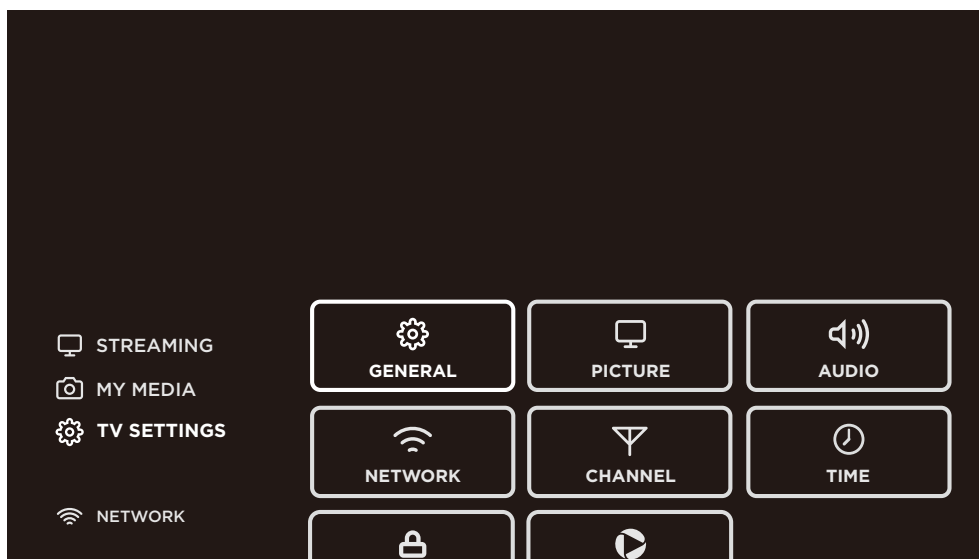 STREAMING
MY MEDIA
TV SETTINGS
NETWORK
GENERAL
PICTURE
AUDIO
NETWORK
CHANNEL
TIME